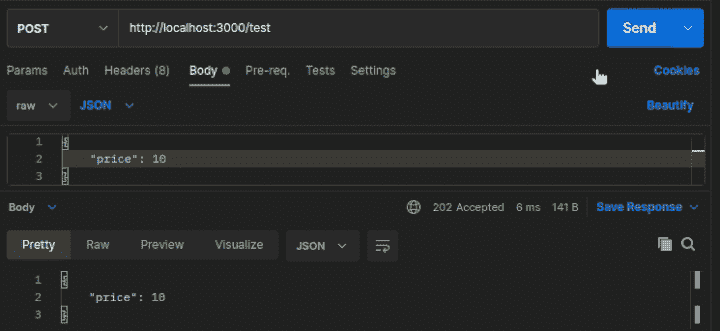 POST http://localhost:3000/test Send
Params Auth Headers (8) Body Pre-req. Tests Settings Cookies
raw JSON Beautify
1 {
2 "price": 10
3 }
Body 202 Accepted 6 ms 141 B Save Response
Pretty Raw Preview Visualize JSON
1 {
2 "price": 10
3 }